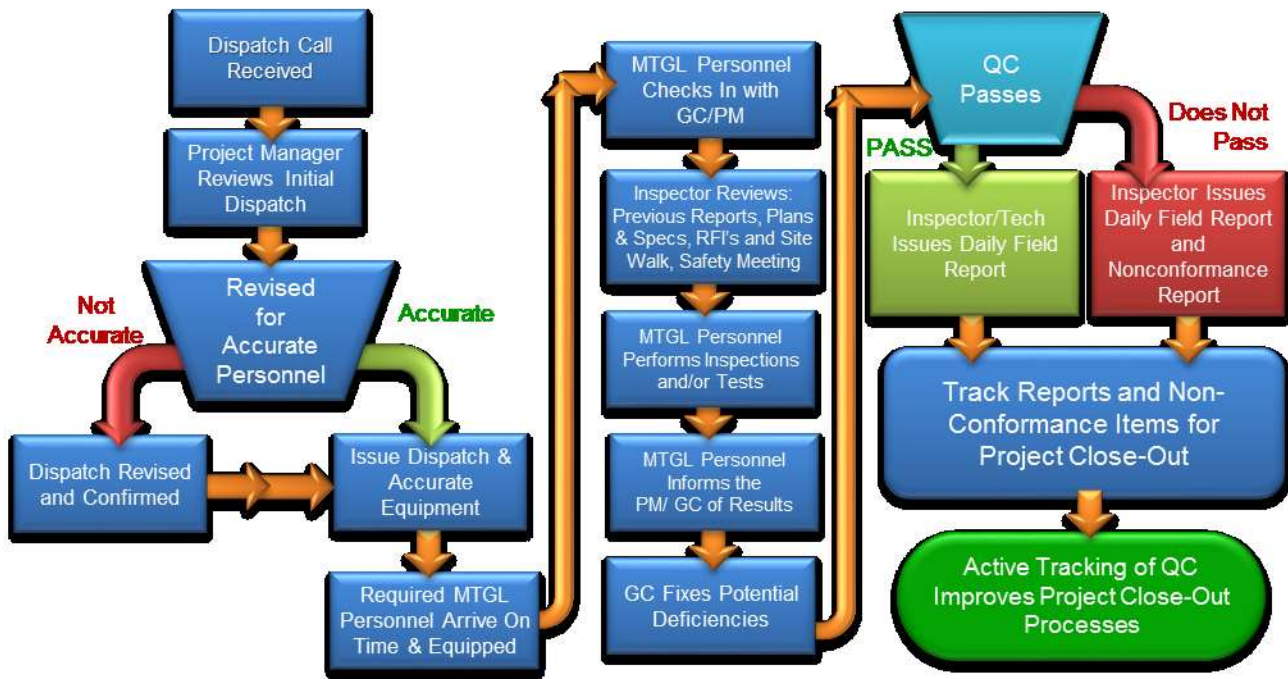 Dispatch Call
Received
Project Manager
Reviews Initial
Dispatch
Revised
for
Accurate
Personnel
Not
Accurate
Accurate
Dispatch Revised
and Confirmed
Issue Dispatch &
Accurate
Equipment
Required MTGL
Personnel Arrive On
Time & Equipped
MTGL Personnel
Checks In with
GC/PM
Inspector Reviews:
Previous Reports, Plans
& Specs, RFI's and Site
Walk, Safety Meeting
MTGL Personnel
Performs Inspections
and/or Tests
MTGL Personnel
Informs the
PM/ GC of Results
GC Fixes Potential
Deficiencies
QC
Passes
PASS
Does Not
Pass
Inspector/Tech
Issues Daily Field
Report
Inspector Issues
Daily Field Report
and
Nonconformance
Report
Track Reports and Non-
Conformance Items for
Project Close-Out
Active Tracking of QC
Improves Project Close-Out
Processes